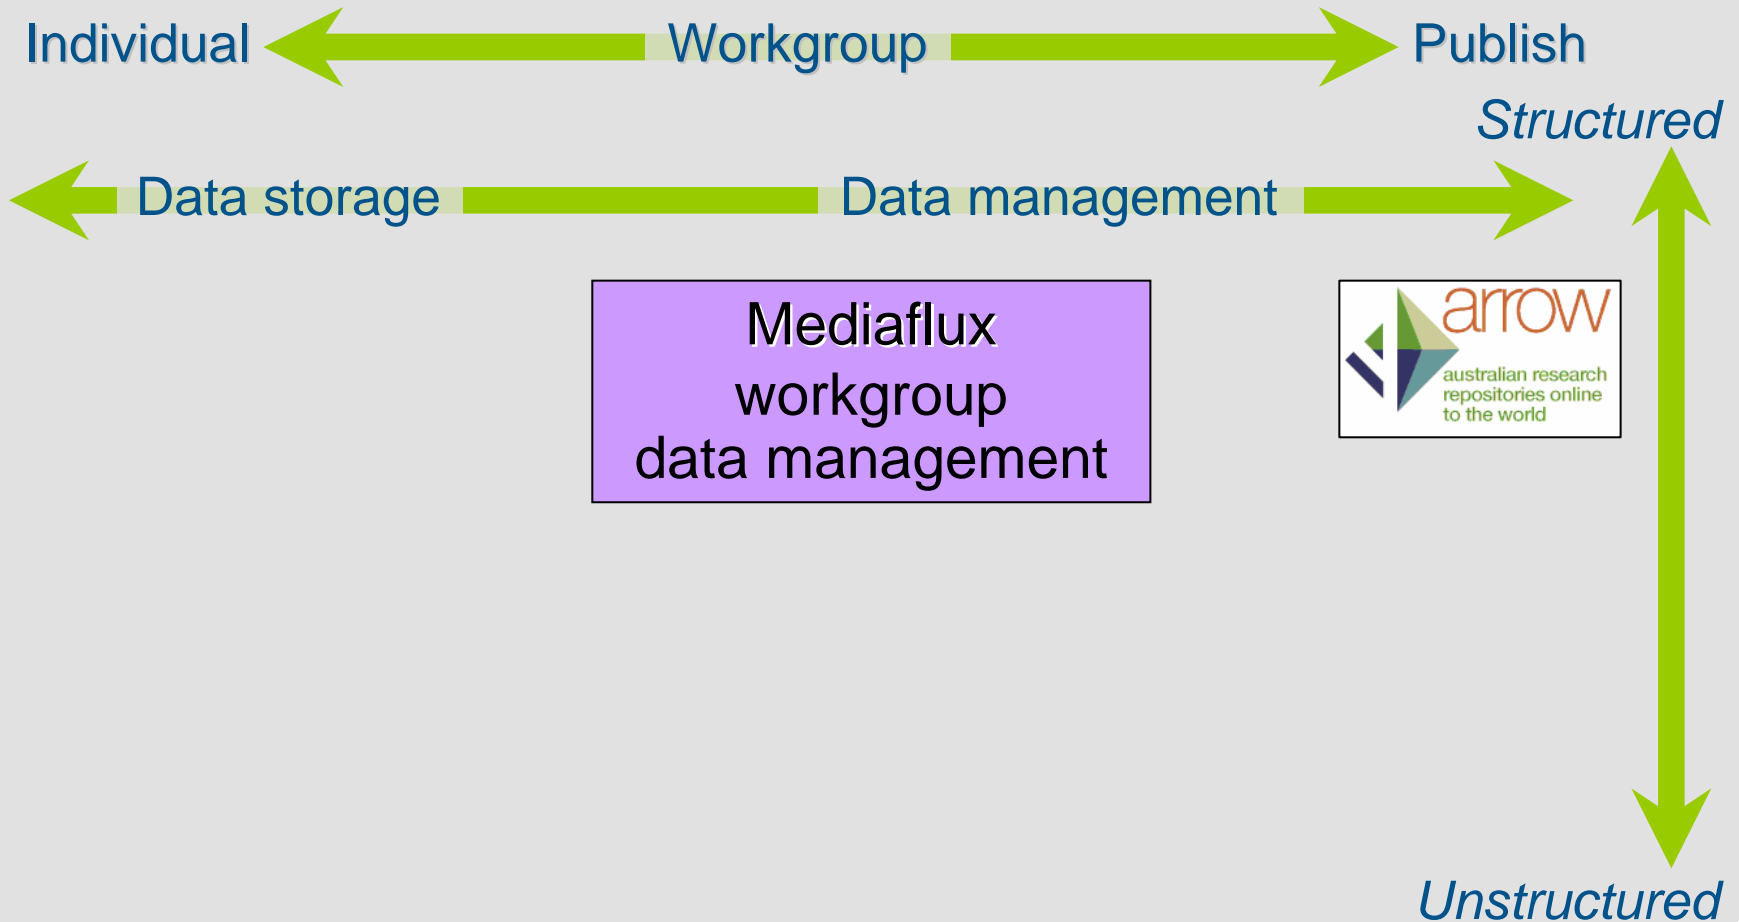 Individual Workgroup Publish
Structured
Data storage Data management
Mediaflux
workgroup
data management
arrow
australian research
repositories online
to the world
Unstructured